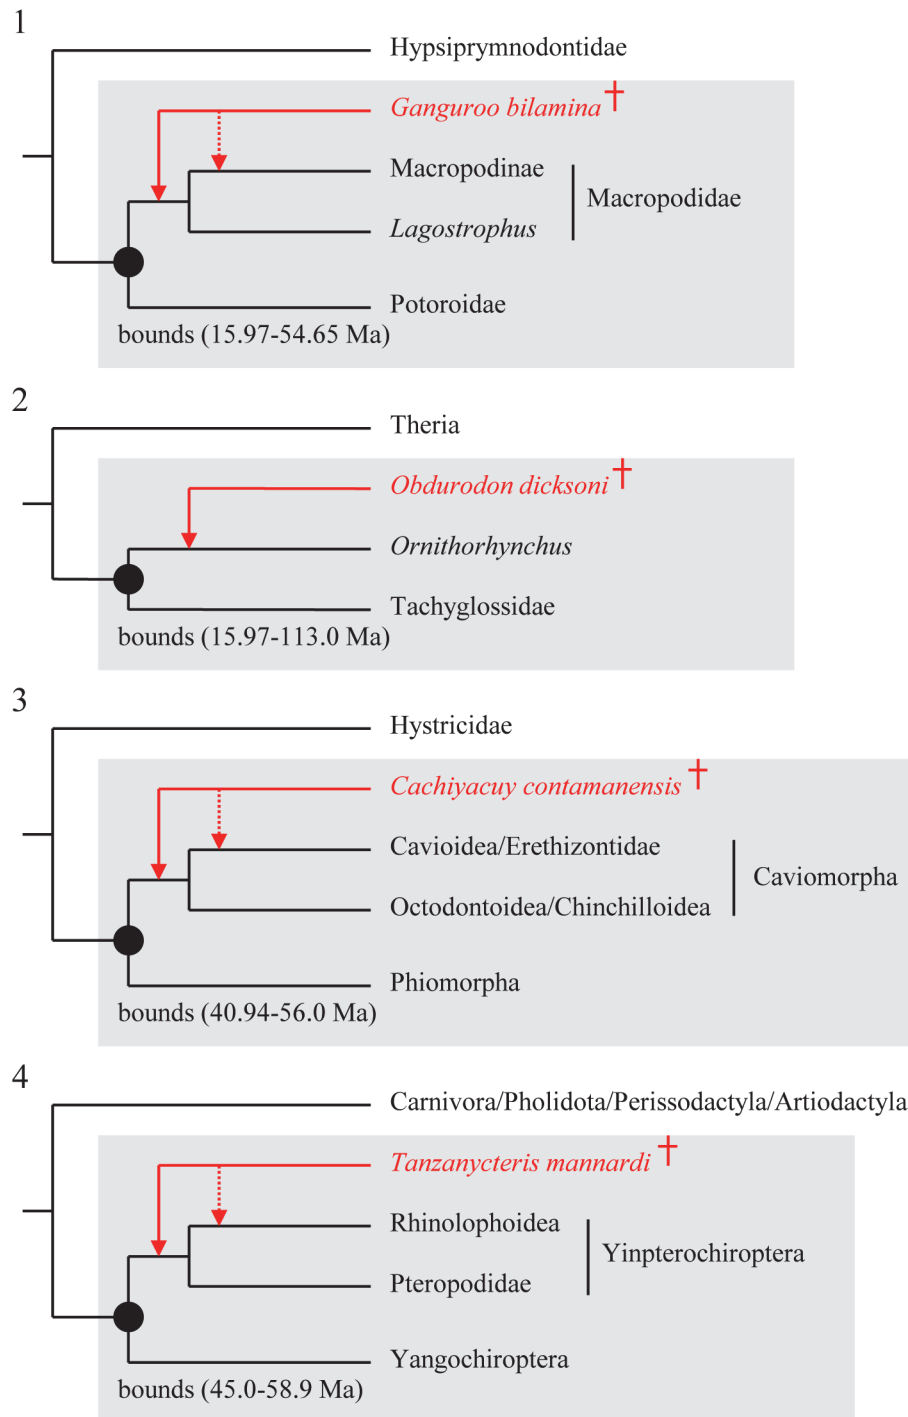 1
Hypsiprymnodontidae
Ganguroo bilamina†
Macropodinae
Macropodidae
Lagostrophus
Potoroidae
bounds (15.97-54.65 Ma)
2
Theria
Obdurodon dicksoni†
Ornithorhynchus
Tachyglossidae
bounds (15.97-113.0 Ma)
3
Hystricidae
Cachiyacuy contamanensis†
Cavioidea/Erethizontidae
Caviomorpha
Octodontoidea/Chinchilloidea
Phiomorpha
bounds (40.94-56.0 Ma)
4
Carnivora/Pholidota/Perissodactyla/Artiodactyla
Tanzanycteris mannardi†
Rhinolophoidea
Yinpterochiroptera
Pteropodidae
Yangochiroptera
bounds (45.0-58.9 Ma)